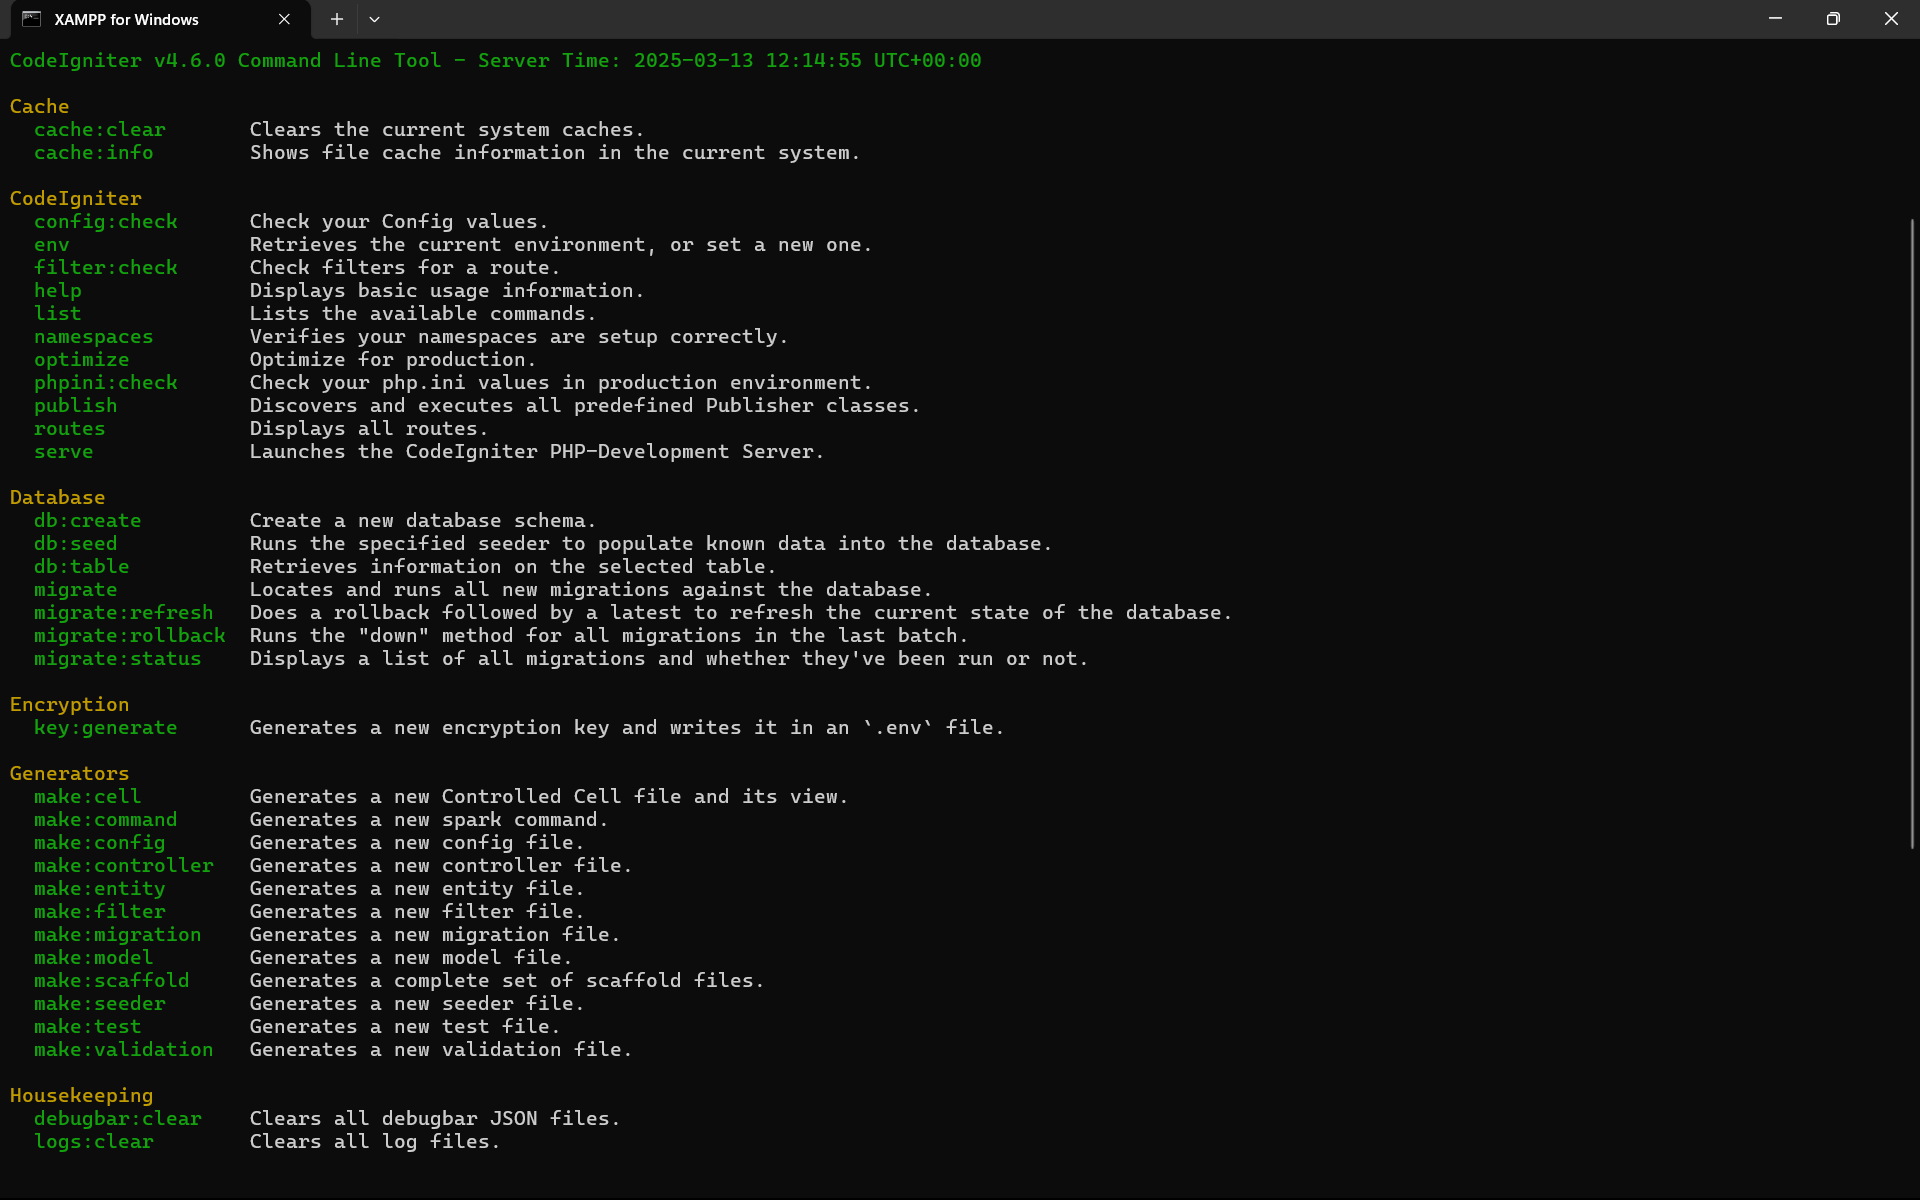 XAMPP for Windows
CodeIgniter v4.6.0 Command Line Tool - Server Time: 2025-03-13 12:14:55 UTC+00:00
Cache
cache:clear Clears the current system caches.
cache:info Shows file cache information in the current system.
CodeIgniter
config:check Check your Config values.
env Retrieves the current environment, or set a new one.
filter:check Check filters for a route.
help Displays basic usage information.
list Lists the available commands.
namespaces Verifies your namespaces are setup correctly.
optimize Optimize for production.
phpini:check Check your php.ini values in production environment.
publish Discovers and executes all predefined Publisher classes.
routes Displays all routes.
serve Launches the CodeIgniter PHP-Development Server.
Database
db:create Create a new database schema.
db:seed Runs the specified seeder to populate known data into the database.
db:table Retrieves information on the selected table.
migrate Locates and runs all new migrations against the database.
migrate:refresh Does a rollback followed by a latest to refresh the current state of the database.
migrate:rollback Runs the "down" method for all migrations in the last batch.
migrate:status Displays a list of all migrations and whether they've been run or not.
Encryption
key:generate Generates a new encryption key and writes it in an `.env` file.
Generators
make:cell Generates a new Controlled Cell file and its view.
make:command Generates a new spark command.
make:config Generates a new config file.
make:controller Generates a new controller file.
make:entity Generates a new entity file.
make:filter Generates a new filter file.
make:migration Generates a new migration file.
make:model Generates a new model file.
make:scaffold Generates a complete set of scaffold files.
make:seeder Generates a new seeder file.
make:test Generates a new test file.
make:validation Generates a new validation file.
Housekeeping
debugbar:clear Clears all debugbar JSON files.
logs:clear Clears all log files.